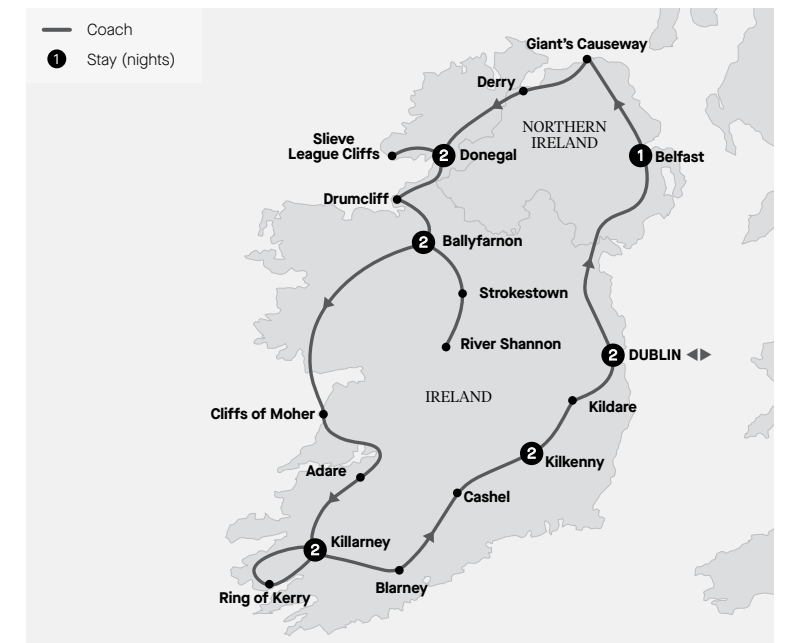 Coach
1 Stay (nights)
Giant's Causeway
Derry
NORTHERN
IRELAND
Slieve
League Cliffs
2 Donegal
1 Belfast
Drumcliff
2 Ballyfarnon
Strokestown
River Shannon
2 DUBLIN
IRELAND
Kildare
Cliffs of Moher
2 Kilkenny
Adare
Cashel
2 Killarney
Blarney
Ring of Kerry